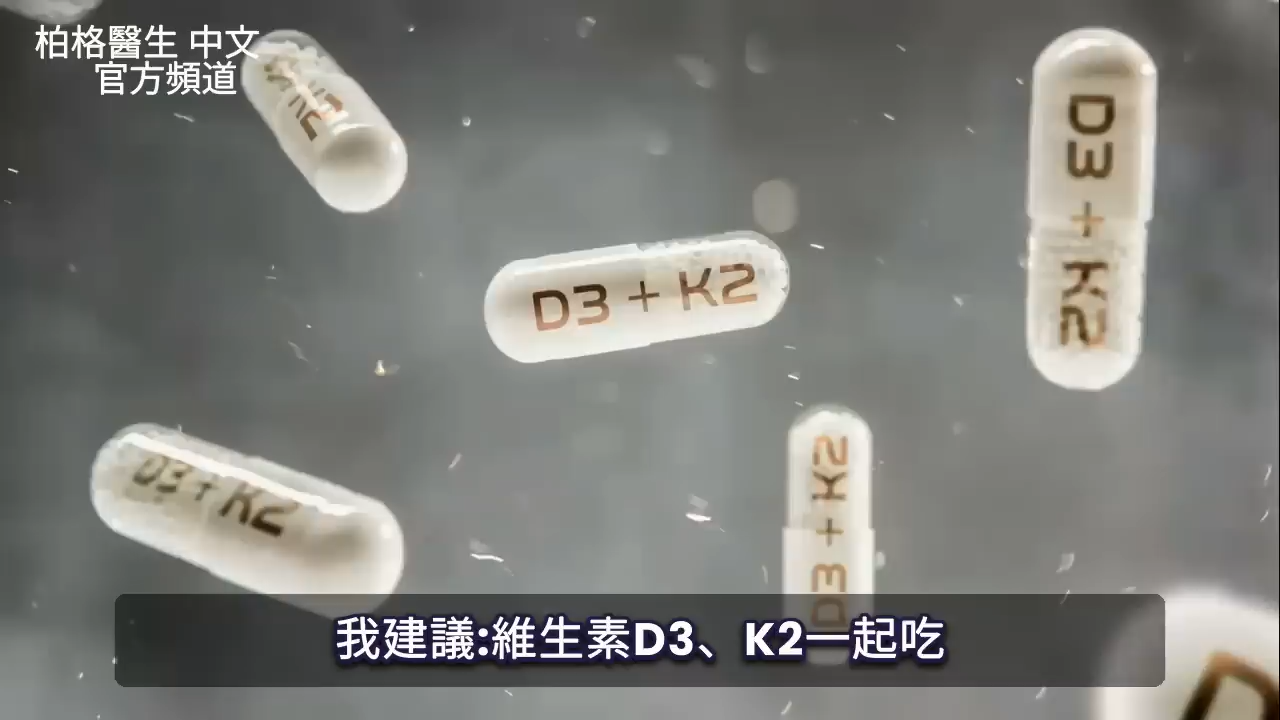 柏格醫生 中文
官方頻道
D3 + K2
D3 + K2
D3 + K2
D3 + K2
我建議:維生素D3、K2一起吃